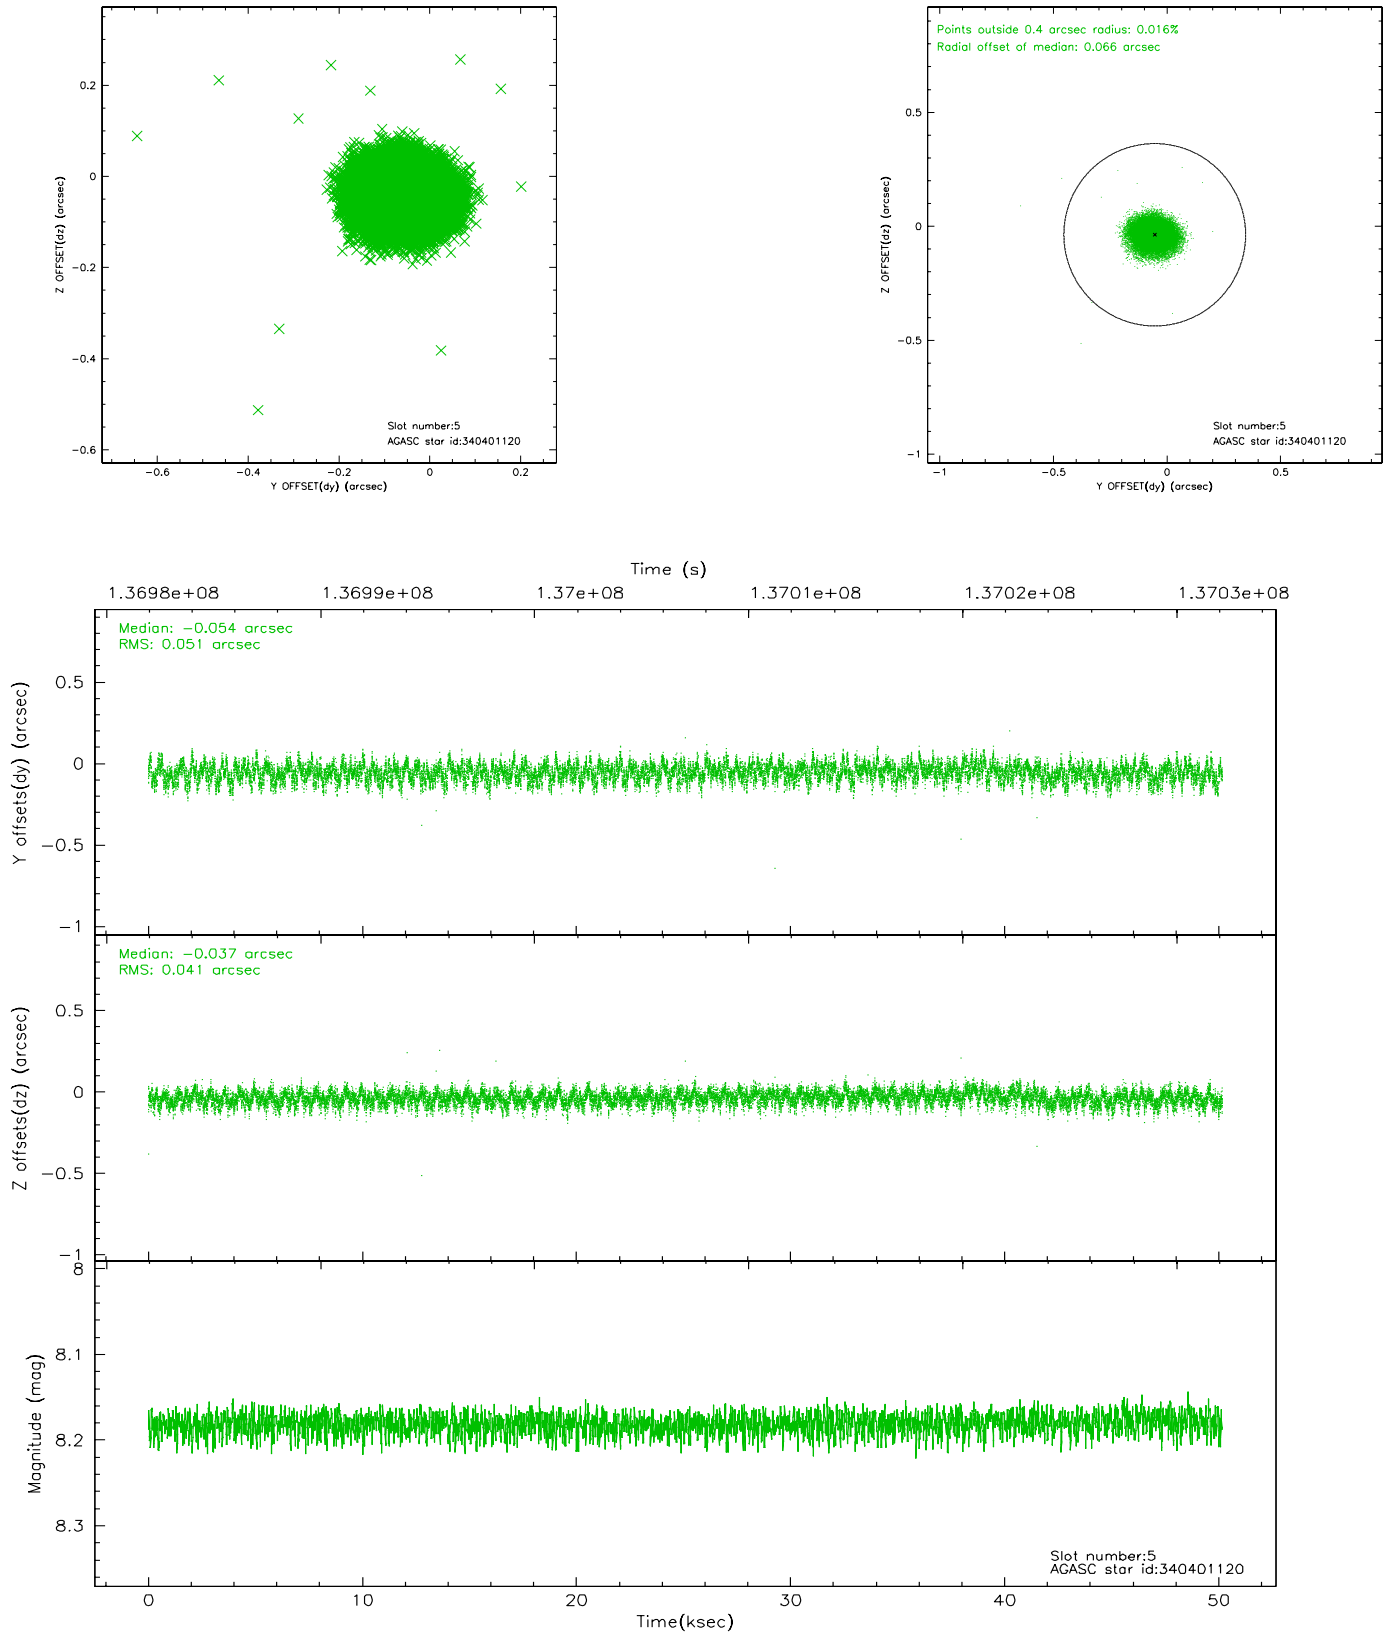 0.2
0
−0.2
−0.4
−0.6
Z OFFSET(dz) (arcsec)
Slot number:5
AGASC star id:340401120
−0.6
−0.4
−0.2
0
0.2
Y OFFSET(dy) (arcsec)
Points outside 0.4 arcsec radius: 0.016%
Radial offset of median: 0.066 arcsec
0.5
0
−0.5
−1
Z OFFSET(dz) (arcsec)
Slot number:5
AGASC star id:340401120
−1
−0.5
0
0.5
Y OFFSET(dy) (arcsec)
Time (s)
1.3698e+08
1.3699e+08
1.37e+08
1.3701e+08
1.3702e+08
1.3703e+08
Median: −0.054 arcsec
RMS: 0.051 arcsec
0.5
0
−0.5
−1
Y offsets(dy) (arcsec)
Median: −0.037 arcsec
RMS: 0.041 arcsec
0.5
0
−0.5
−1
Z offsets(dz) (arcsec)
8
8.1
8.2
8.3
Magnitude (mag)
Slot number:5
AGASC star id:340401120
0
10
20
30
40
50
Time(ksec)